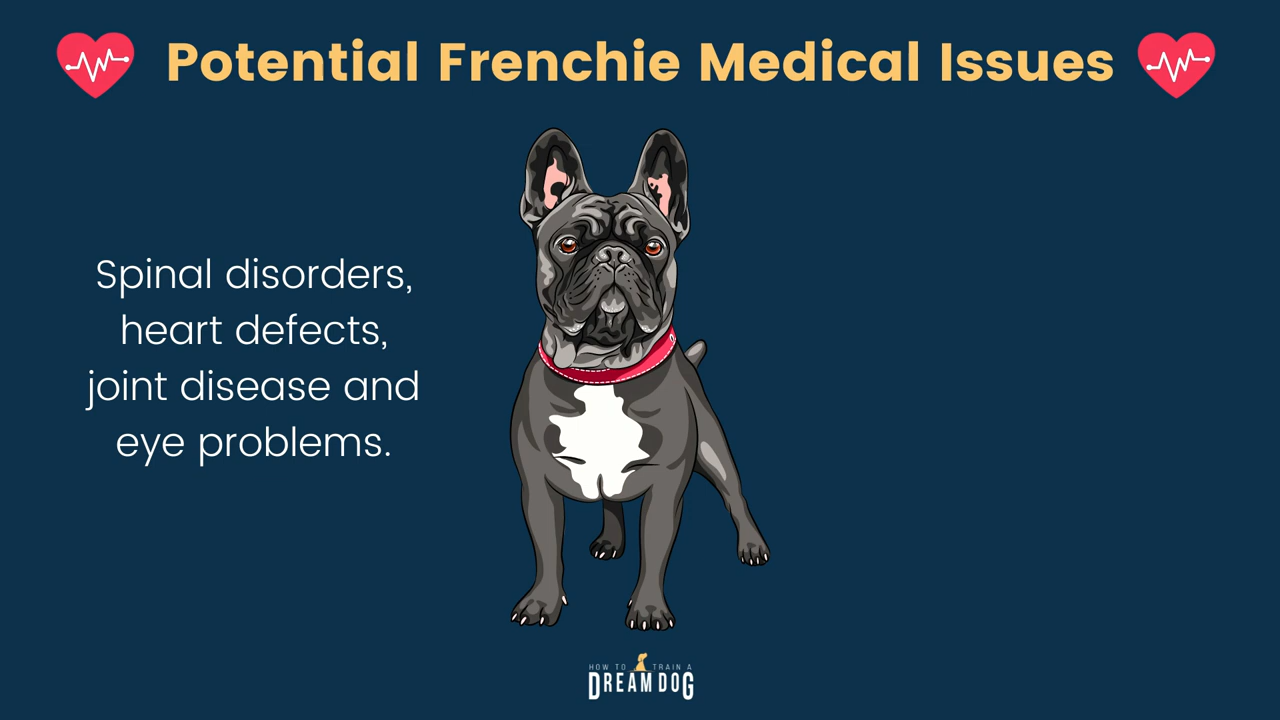 Potential Frenchie Medical Issues
Spinal disorders,
heart defects,
joint disease and
eye problems.
HOW TO TRAIN A
DREAM DOG